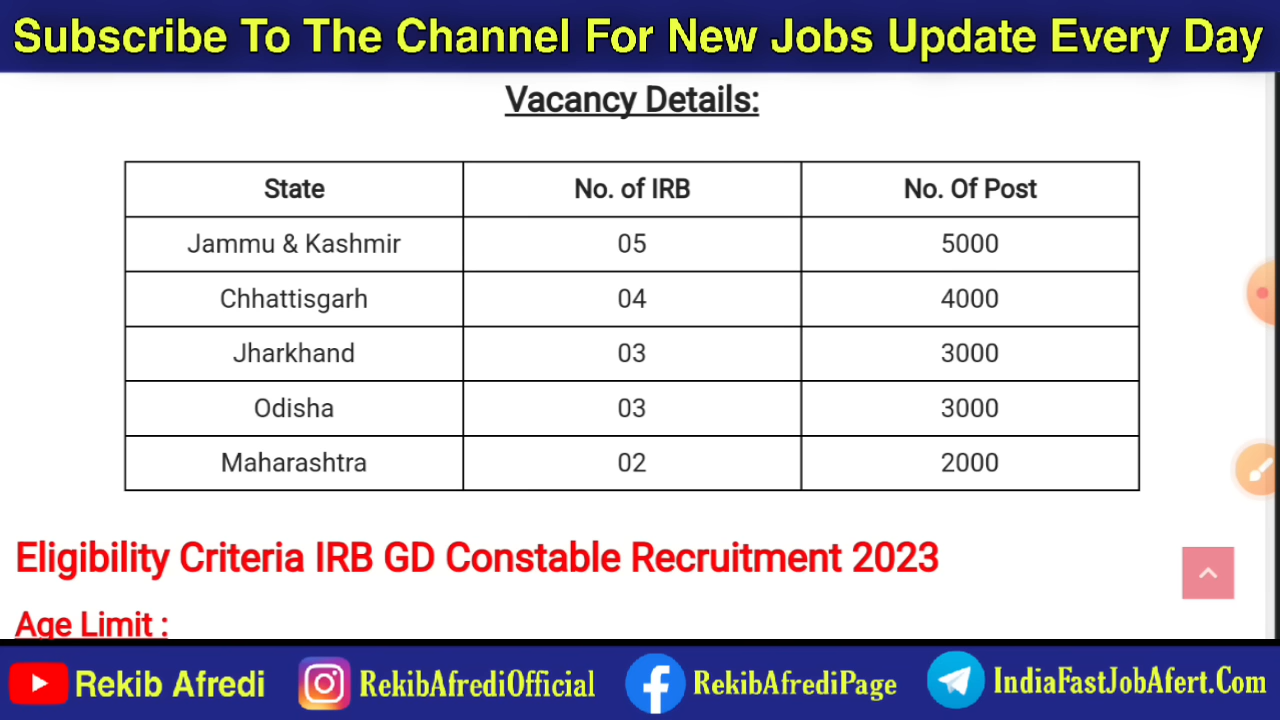 Subscribe To The Channel For New Jobs Update Every Day
Vacancy Details:
State No. of IRB No. Of Post
Jammu & Kashmir 05 5000
Chhattisgarh 04 4000
Jharkhand 03 3000
Odisha 03 3000
Maharashtra 02 2000
Eligibility Criteria IRB GD Constable Recruitment 2023
Age Limit :
Rekib Afredi RekibAfrediOfficial RekibAfrediPage IndiaFastJobAfert.Com